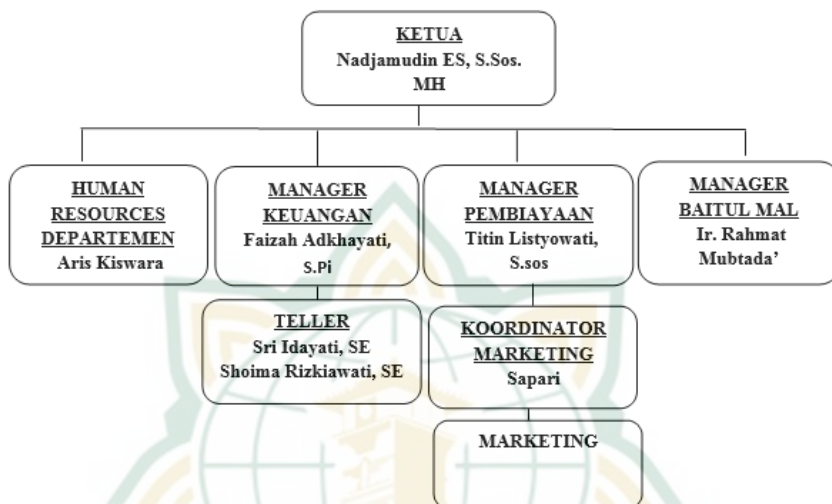 KETUA
Nadjamudin ES, S.Sos.
MH
HUMAN
RESOURCES
DEPARTEMEN
Aris Kiswara
MANAGER
KEUANGAN
Faizah Adkhayati,
S.Pi
MANAGER
PEMBIAYAAN
Titin Listyowati,
S.sos
MANAGER
BAITUL MAL
Ir. Rahmat
Mubtada’
TELLER
Sri Idayati, SE
Shoima Rizkiawati, SE
KOORDINATOR
MARKETING
Sapari
MARKETING